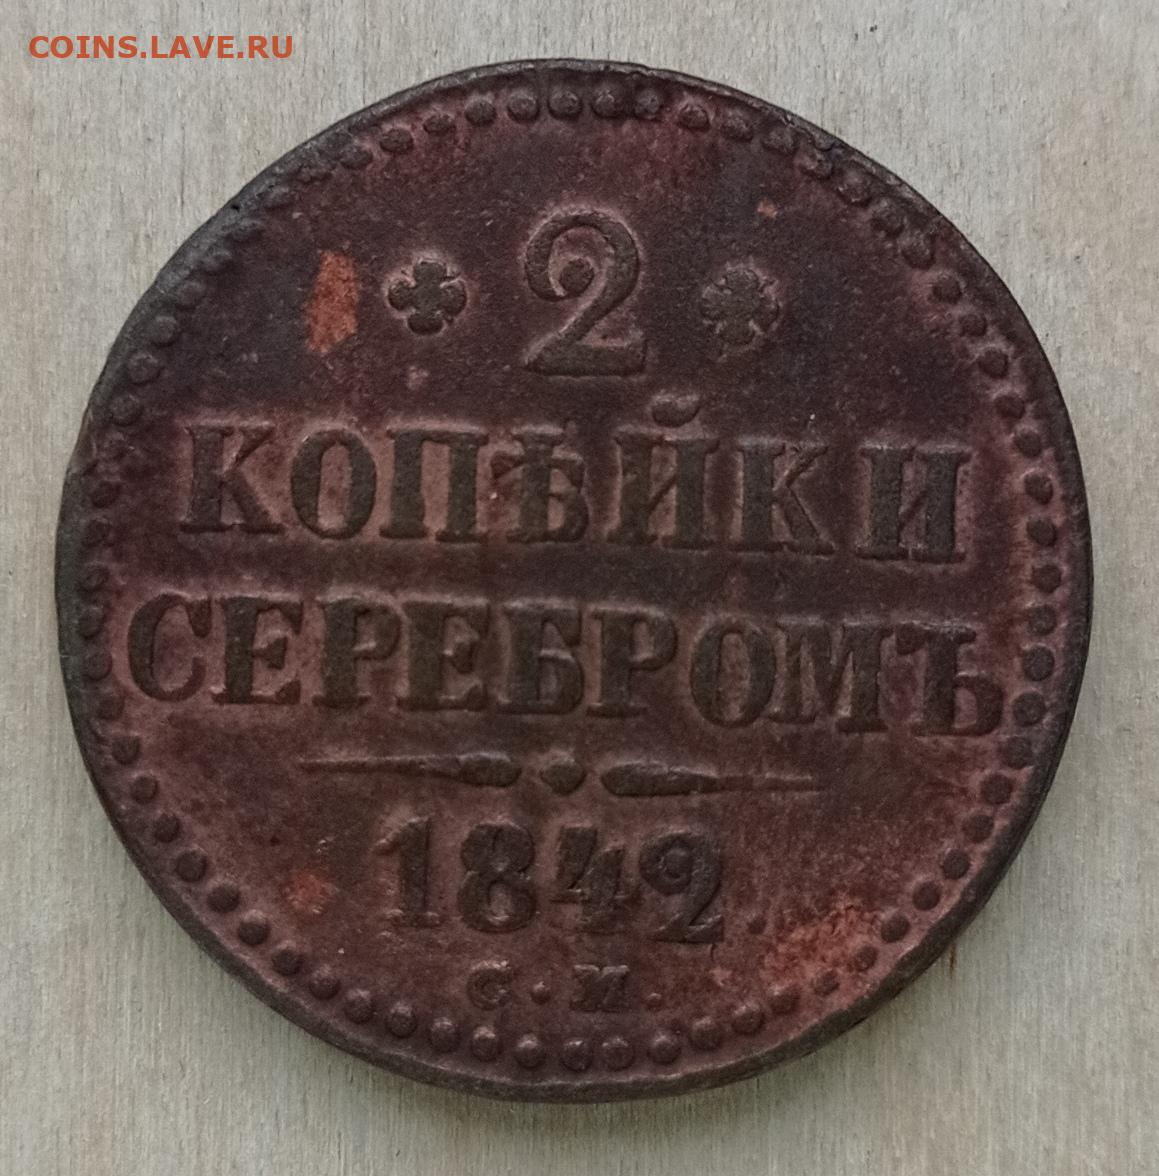 COINS.LAVE.RU
2
КОПѢЙКИ
СЕРЕБРОМЪ
1842.
С.М.